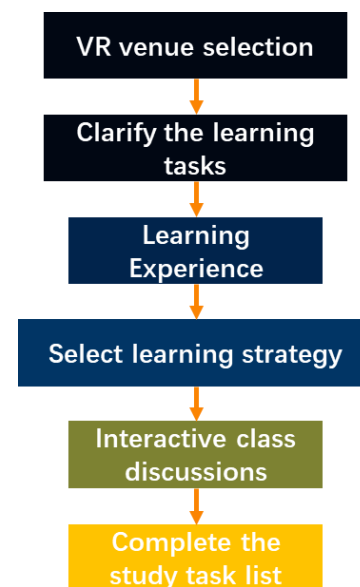 VR venue selection
Clarify the learning
tasks
Learning
Experience
Select learning strategy
Interactive class
discussions
Complete the
study task list